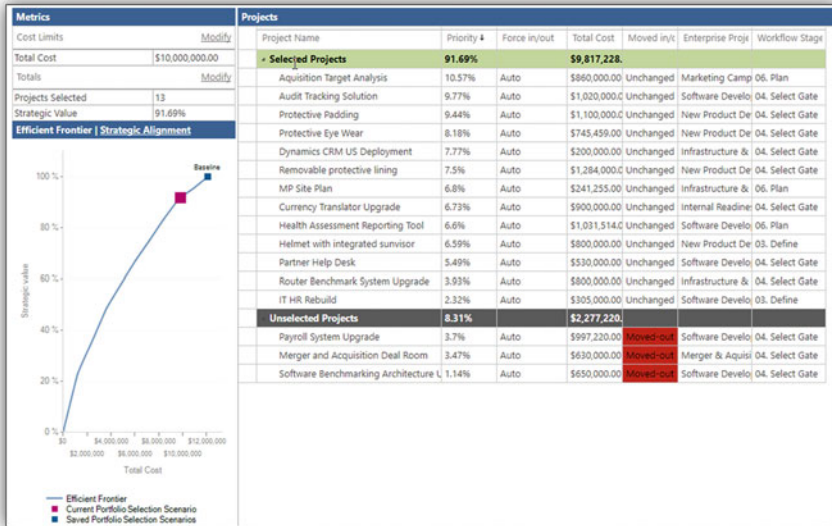 Metrics
Cost Limits Modify
Total Cost $10,000,000.00
Totals Modify
Projects Selected 13
Strategic Value 91.69%
Efficient Frontier | Strategic Alignment
Baseline
100 %
80 %
60 %
40 %
20 %
0 %
Strategic value
$0 $4,000,000 $8,000,000 $12,000,000
$2,000,000 $6,000,000 $10,000,000
Total Cost
Efficient Frontier
Current Portfolio Selection Scenario
Saved Portfolio Selection Scenarios
Projects
Project Name Priority Force in/out Total Cost Moved in/c Enterprise Proje Workflow Stage
Selected Projects 91.69% $9,817,228.
Aquisition Target Analysis 10.57% Auto $860,000.00 Unchanged Marketing Camp 06. Plan
Audit Tracking Solution 9.77% Auto $1,020,000.0 Unchanged Software Develo 04. Select Gate
Protective Padding 9.44% Auto $1,100,000.0 Unchanged New Product De 04. Select Gate
Protective Eye Wear 8.18% Auto $745,459.00 Unchanged New Product De 04. Select Gate
Dynamics CRM US Deployment 7.77% Auto $200,000.00 Unchanged Infrastructure & 04. Select Gate
Removable protective lining 7.5% Auto $1,284,000.0 Unchanged New Product De 04. Select Gate
MP Site Plan 6.8% Auto $241,255.00 Unchanged Infrastructure & 06. Plan
Currency Translator Upgrade 6.73% Auto $900,000.00 Unchanged Internal Readine 04. Select Gate
Health Assessment Reporting Tool 6.6% Auto $1,031,514.0 Unchanged Software Develo 06. Plan
Helmet with integrated sunvisor 6.59% Auto $800,000.00 Unchanged New Product De 03. Define
Partner Help Desk 5.49% Auto $530,000.00 Unchanged Software Develo 04. Select Gate
Router Benchmark System Upgrade 3.93% Auto $800,000.00 Unchanged Infrastructure & 04. Select Gate
IT HR Rebuild 2.32% Auto $305,000.00 Unchanged Software Develo 03. Define
Unselected Projects 8.31% $2,277,220.
Payroll System Upgrade 3.7% Auto $997,220.00 Moved-out Software Develo 04. Select Gate
Merger and Acquisition Deal Room 3.47% Auto $630,000.00 Moved-out Merger & Aquisi 04. Select Gate
Software Benchmarking Architecture U 1.14% Auto $650,000.00 Moved-out Software Develo 04. Select Gate